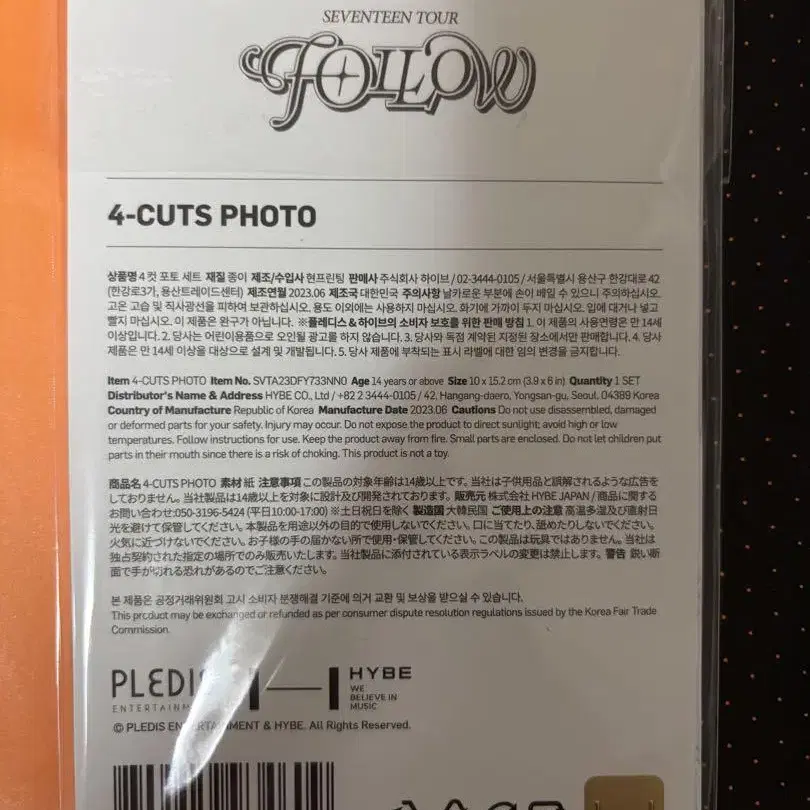 SEVENTEEN TOUR
FOLLOW
4-CUTS PHOTO
상품명 4 컷 포토 세트 재질 종이 제조/수입사 현프린팅 판매사 주식회사 하이브 / 02-3444-0105 / 서울특별시 용산구 한강대로 42
(한강로3가, 용산트레이드센터) 제조연월 2023.06 제조국 대한민국 주의사항 날카로운 부분에 손이 베일 수 있으니 주의하십시오.
고온 고습 및 직사광선을 피하여 보관하십시오. 용도 이외에는 사용하지 마십시오. 화기에 가까이 두지 마십시오. 입에 대거나 넣고
빨지 마십시오. 이 제품은 완구가 아닙니다. ※플레디스&하이브의 소비자 보호를 위한 판매 방침 1. 이 제품의 사용연령은 만 14세
이상입니다. 2. 당사는 어린이용품으로 오인될 광고를 하지 않습니다. 3. 당사와 독점 계약된 지정된 장소에서만 판매합니다. 4. 당사
제품은 만 14세 이상을 대상으로 설계 및 개발됩니다. 5. 당사 제품에 부착되는 표시 라벨에 대한 임의 변경을 금지합니다.
Item 4-CUTS PHOTO Item No. SVTA23DFY733NN0 Age 14 years or above Size 10 x 15.2 cm (3.9 x 6 in) Quantity 1 SET
Distributor's Name & Address HYBE CO., Ltd / +82 2 3444-0105 / 42, Hangang-daero, Yongsan-gu, Seoul, 04389 Korea
Country of Manufacture Republic of Korea Manufacture Date 2023.06 Cautions Do not use disassembled, damaged
or deformed parts for your safety. Injury may occur. Do not expose the product to direct sunlight, avoid high or low
temperatures. Follow instructions for use. Keep the product away from fire. Small parts are enclosed. Do not let children put
parts in their mouth since there is a risk of choking. This product is not a toy.
商品名 4-CUTS PHOTO 素材 紙 注意事項 この製品の対象年齢は14歳以上です。当社は子供用品と誤解されるような広告を
しておりません。当社製品は14歳以上を対象に設計及び開発されております。販売元 株式会社 HYBE JAPAN / 商品に関する
お問い合わせ:050-3196-5424 (平日10:00-17:00) ※土日祝日を除く 製造国 大韓民国 ご使用上の注意 高温多湿及び直射日
光を避けて保管してください。本製品を用途以外の目的で使用しないでください。口に当てたり、舐めたりしないでください。
火気に近づけないでください。お子様の手の届かない所で使用・保管してください。この製品は玩具ではありません。当社は
独占契約された指定の場所でのみ販売いたします。当社製品に添付されている表示ラベルの変更は禁止します。警告 鋭い断
面で手が切れる恐れがあるのでご注意ください。
본 제품은 공정거래위원회 고시 소비자 분쟁해결 기준에 의거 교환 및 보상을 받으실 수 있습니다.
This product may be exchanged or refunded as per consumer dispute resolution regulations issued by the Korea Fair Trade
Commission.
PLEDIS
ENTERTAINMENT
HYBE
WE
BELIEVE IN
MUSIC
© PLEDIS ENTERTAINMENT & HYBE. All Rights Reserved.